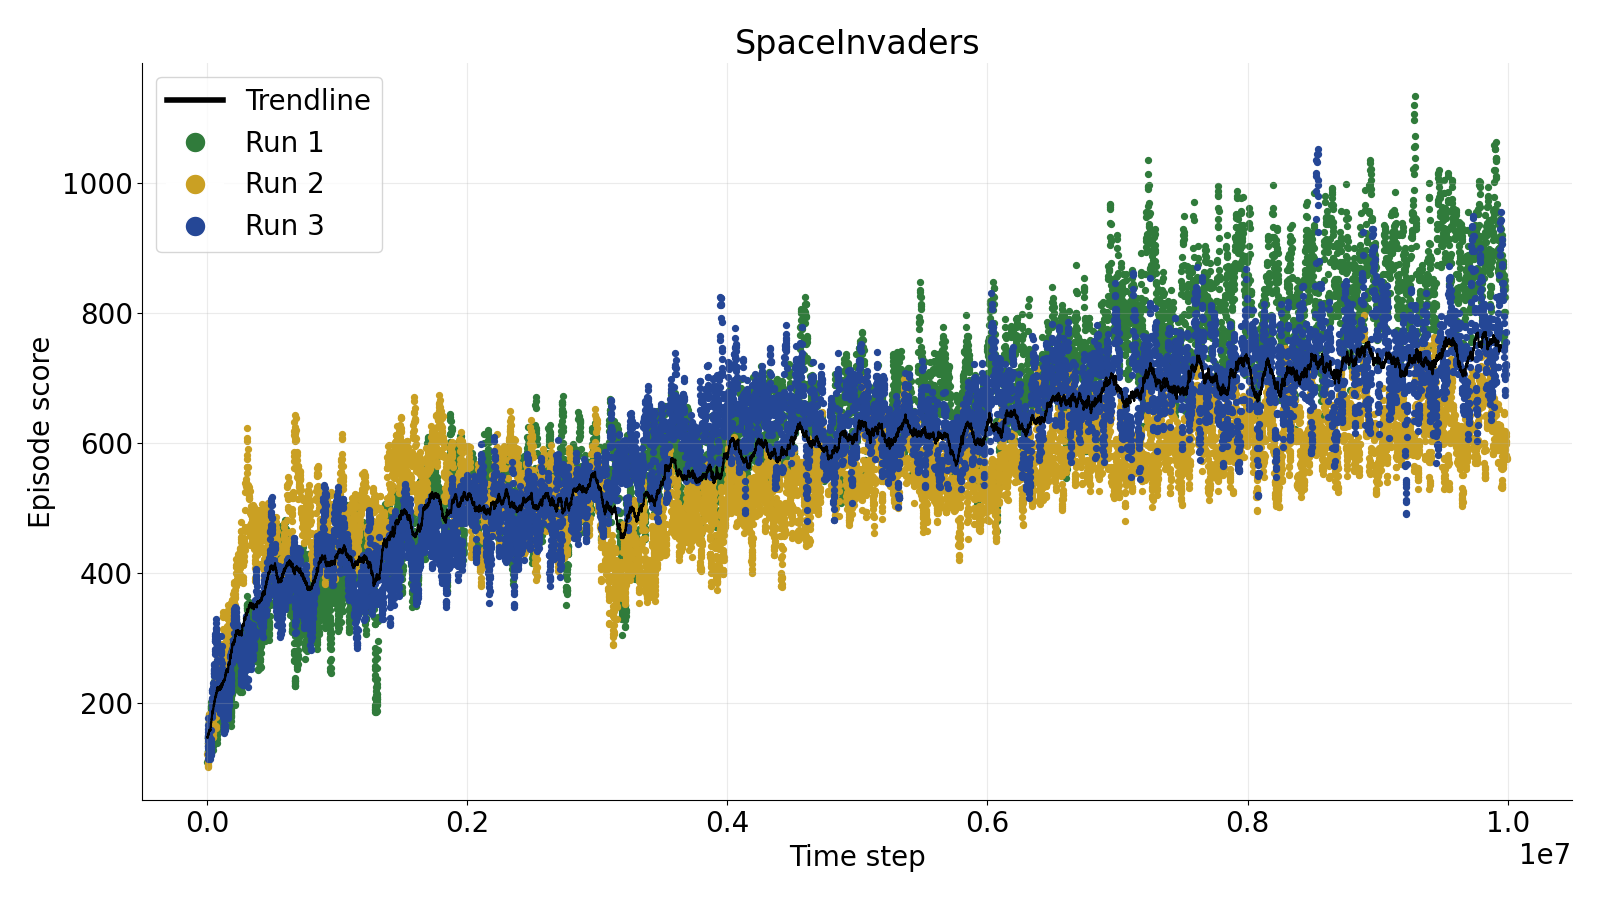 SpaceInvaders
Trendline
Run 1
Run 2
Run 3
Episode score
1000
800
600
400
200
0.0 0.2 0.4 0.6 0.8 1.0
1e7
Time step